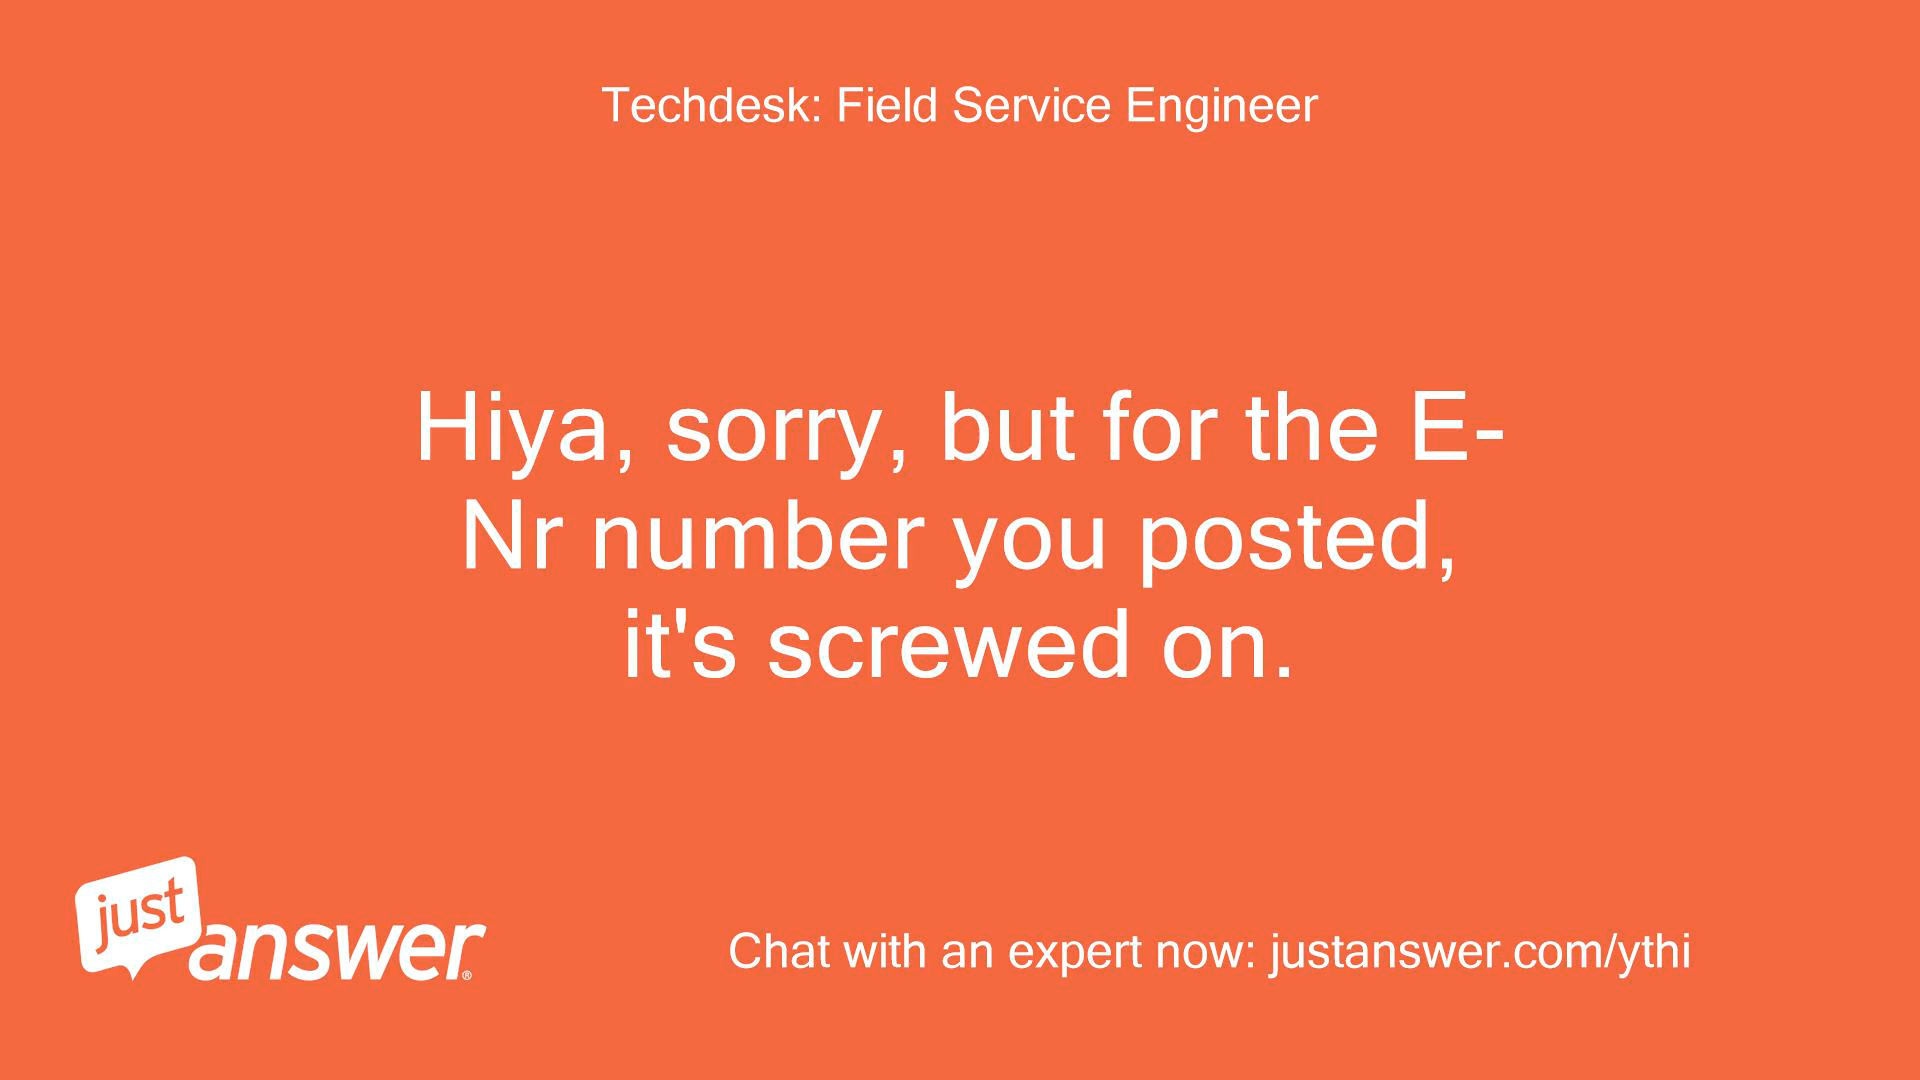 Techdesk: Field Service Engineer
Hiya, sorry, but for the E-
Nr number you posted,
it's screwed on.
just
answer®
Chat with an expert now: justanswer.com/ythi